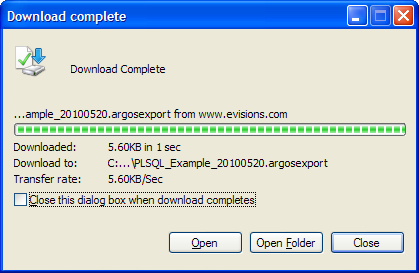 Download complete
Download Complete
...ample_20100520.argosexport from www.evisions.com
Downloaded: 5.60KB in 1 sec
Download to: C:...\PLSQL_Example_20100520.argosexport
Transfer rate: 5.60KB/Sec
Close this dialog box when download completes
Open Open Folder Close